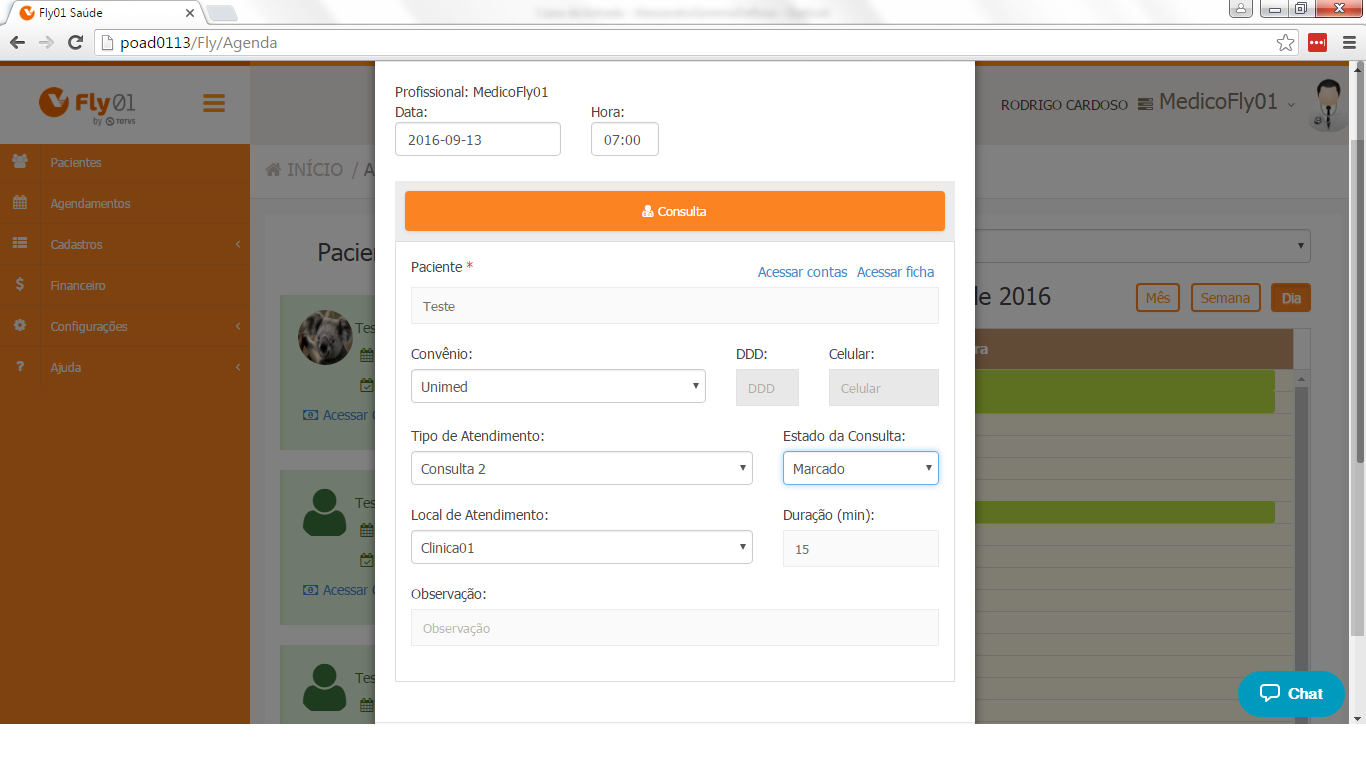 Fly01 Saúde
poad0113/Fly/Agenda
Fly01
by TOTVS
Pacientes
Agendamentos
Cadastros
Financeiro
Configurações
Ajuda
INÍCIO / A
RODRIGO CARDOSO MedicoFly01
Pacie
Tes
Acessar
Tes
Acessar
Tes
Profissional: MedicoFly01
Data: Hora:
2016-09-13 07:00
Consulta
Paciente * Acessar contas Acessar ficha
Teste
Convênio: DDD: Celular:
Unimed DDD Celular
Tipo de Atendimento: Estado da Consulta:
Consulta 2 Marcado
Local de Atendimento: Duração (min):
Clinica01 15
Observação:
Observação
de 2016 Mês Semana Dia
ra
Chat